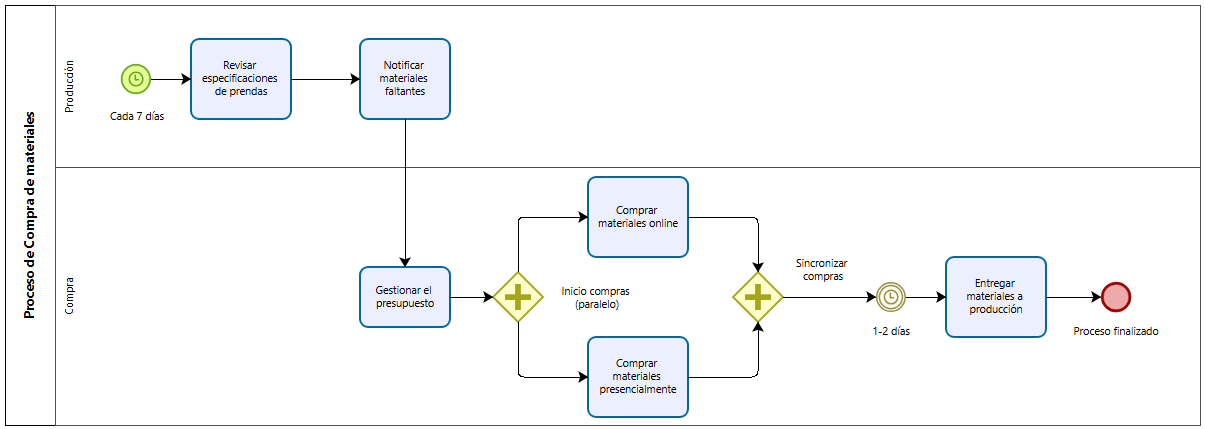 Proceso de Compra de materiales
Producción
Cada 7 días
Revisar
especificaciones
de prendas
Notificar
materiales
faltantes
Compra
Gestionar el
presupuesto
Inicio compras
(paralelo)
Comprar
materiales online
Comprar
materiales
presencialmente
Sincronizar
compras
1-2 días
Entregar
materiales a
producción
Proceso finalizado